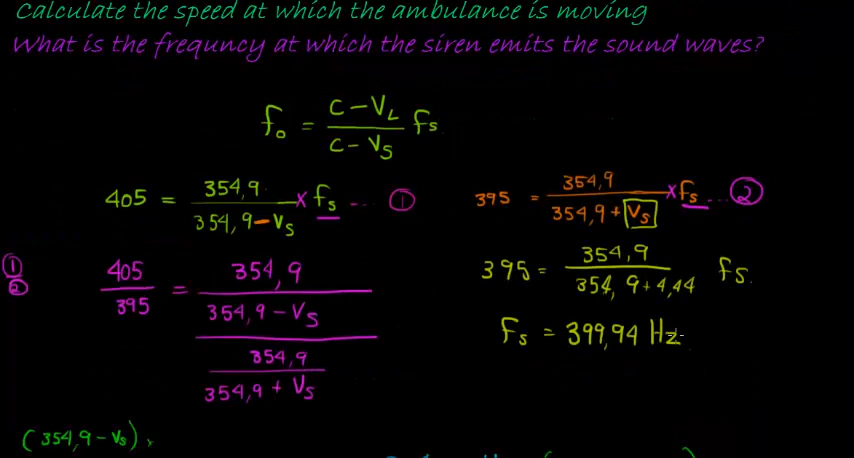 Calculate the speed at which the ambulance is moving
What is the frequncy at which the siren emits the sound waves?
f₀ = (C - V_L)/(C - V_S) f_s
405 = 354,9/(354,9 - V_S) × f_s ... ①
395 = 354,9/(354,9 + V_S) × f_s ... ②
①/② 405/395 = (354,9/(354,9 - V_S))/(354,9/(354,9 + V_S))
395 = 354,9/(354,9 + 4,44) f_s.
f_s = 399,94 Hz
(354,9 - V_S) ×